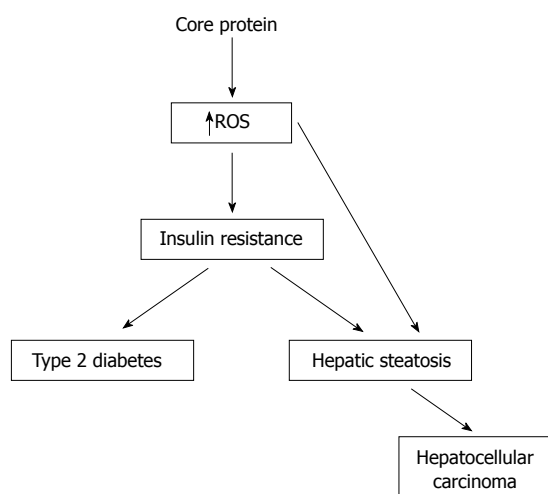 Core protein
↑ROS
Insulin resistance
Type 2 diabetes
Hepatic steatosis
Hepatocellular
carcinoma